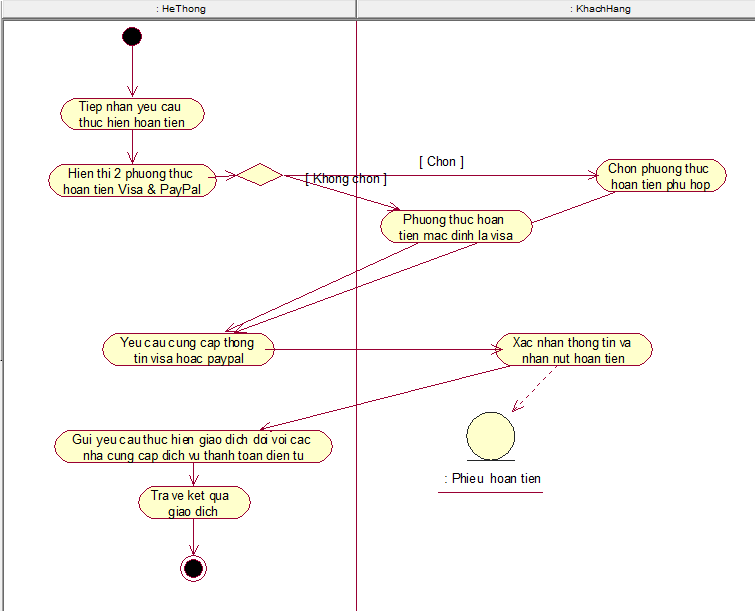 : HeThong
: KhachHang
Tiep nhan yeu cau
thuc hien hoan tien
Hien thi 2 phuong thuc
hoan tien Visa & PayPal
[ Chon ]
[ Khong chon ]
Chon phuong thuc
hoan tien phu hop
Phuong thuc hoan
tien mac dinh la visa
Yeu cau cung cap thong
tin visa hoac paypal
Xac nhan thong tin va
nhan nut hoan tien
Gui yeu cau thuc hien giao dich doi voi cac
nha cung cap dich vu thanh toan dien tu
: Phieu hoan tien
Tra ve ket qua
giao dich